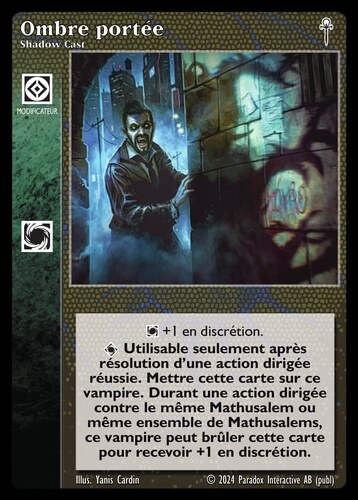 Ombre portée
Shadow Cast
MODIFICATEUR
+1 en discrétion.
Utilisable seulement après
résolution d'une action dirigée
réussie. Mettre cette carte sur ce
vampire. Durant une action dirigée
contre le même Mathusalem ou
même ensemble de Mathusalems,
ce vampire peut brûler cette carte
pour recevoir +1 en discrétion.
Illus. Yanis Cardin
© 2024 Paradox Interactive AB (publ)